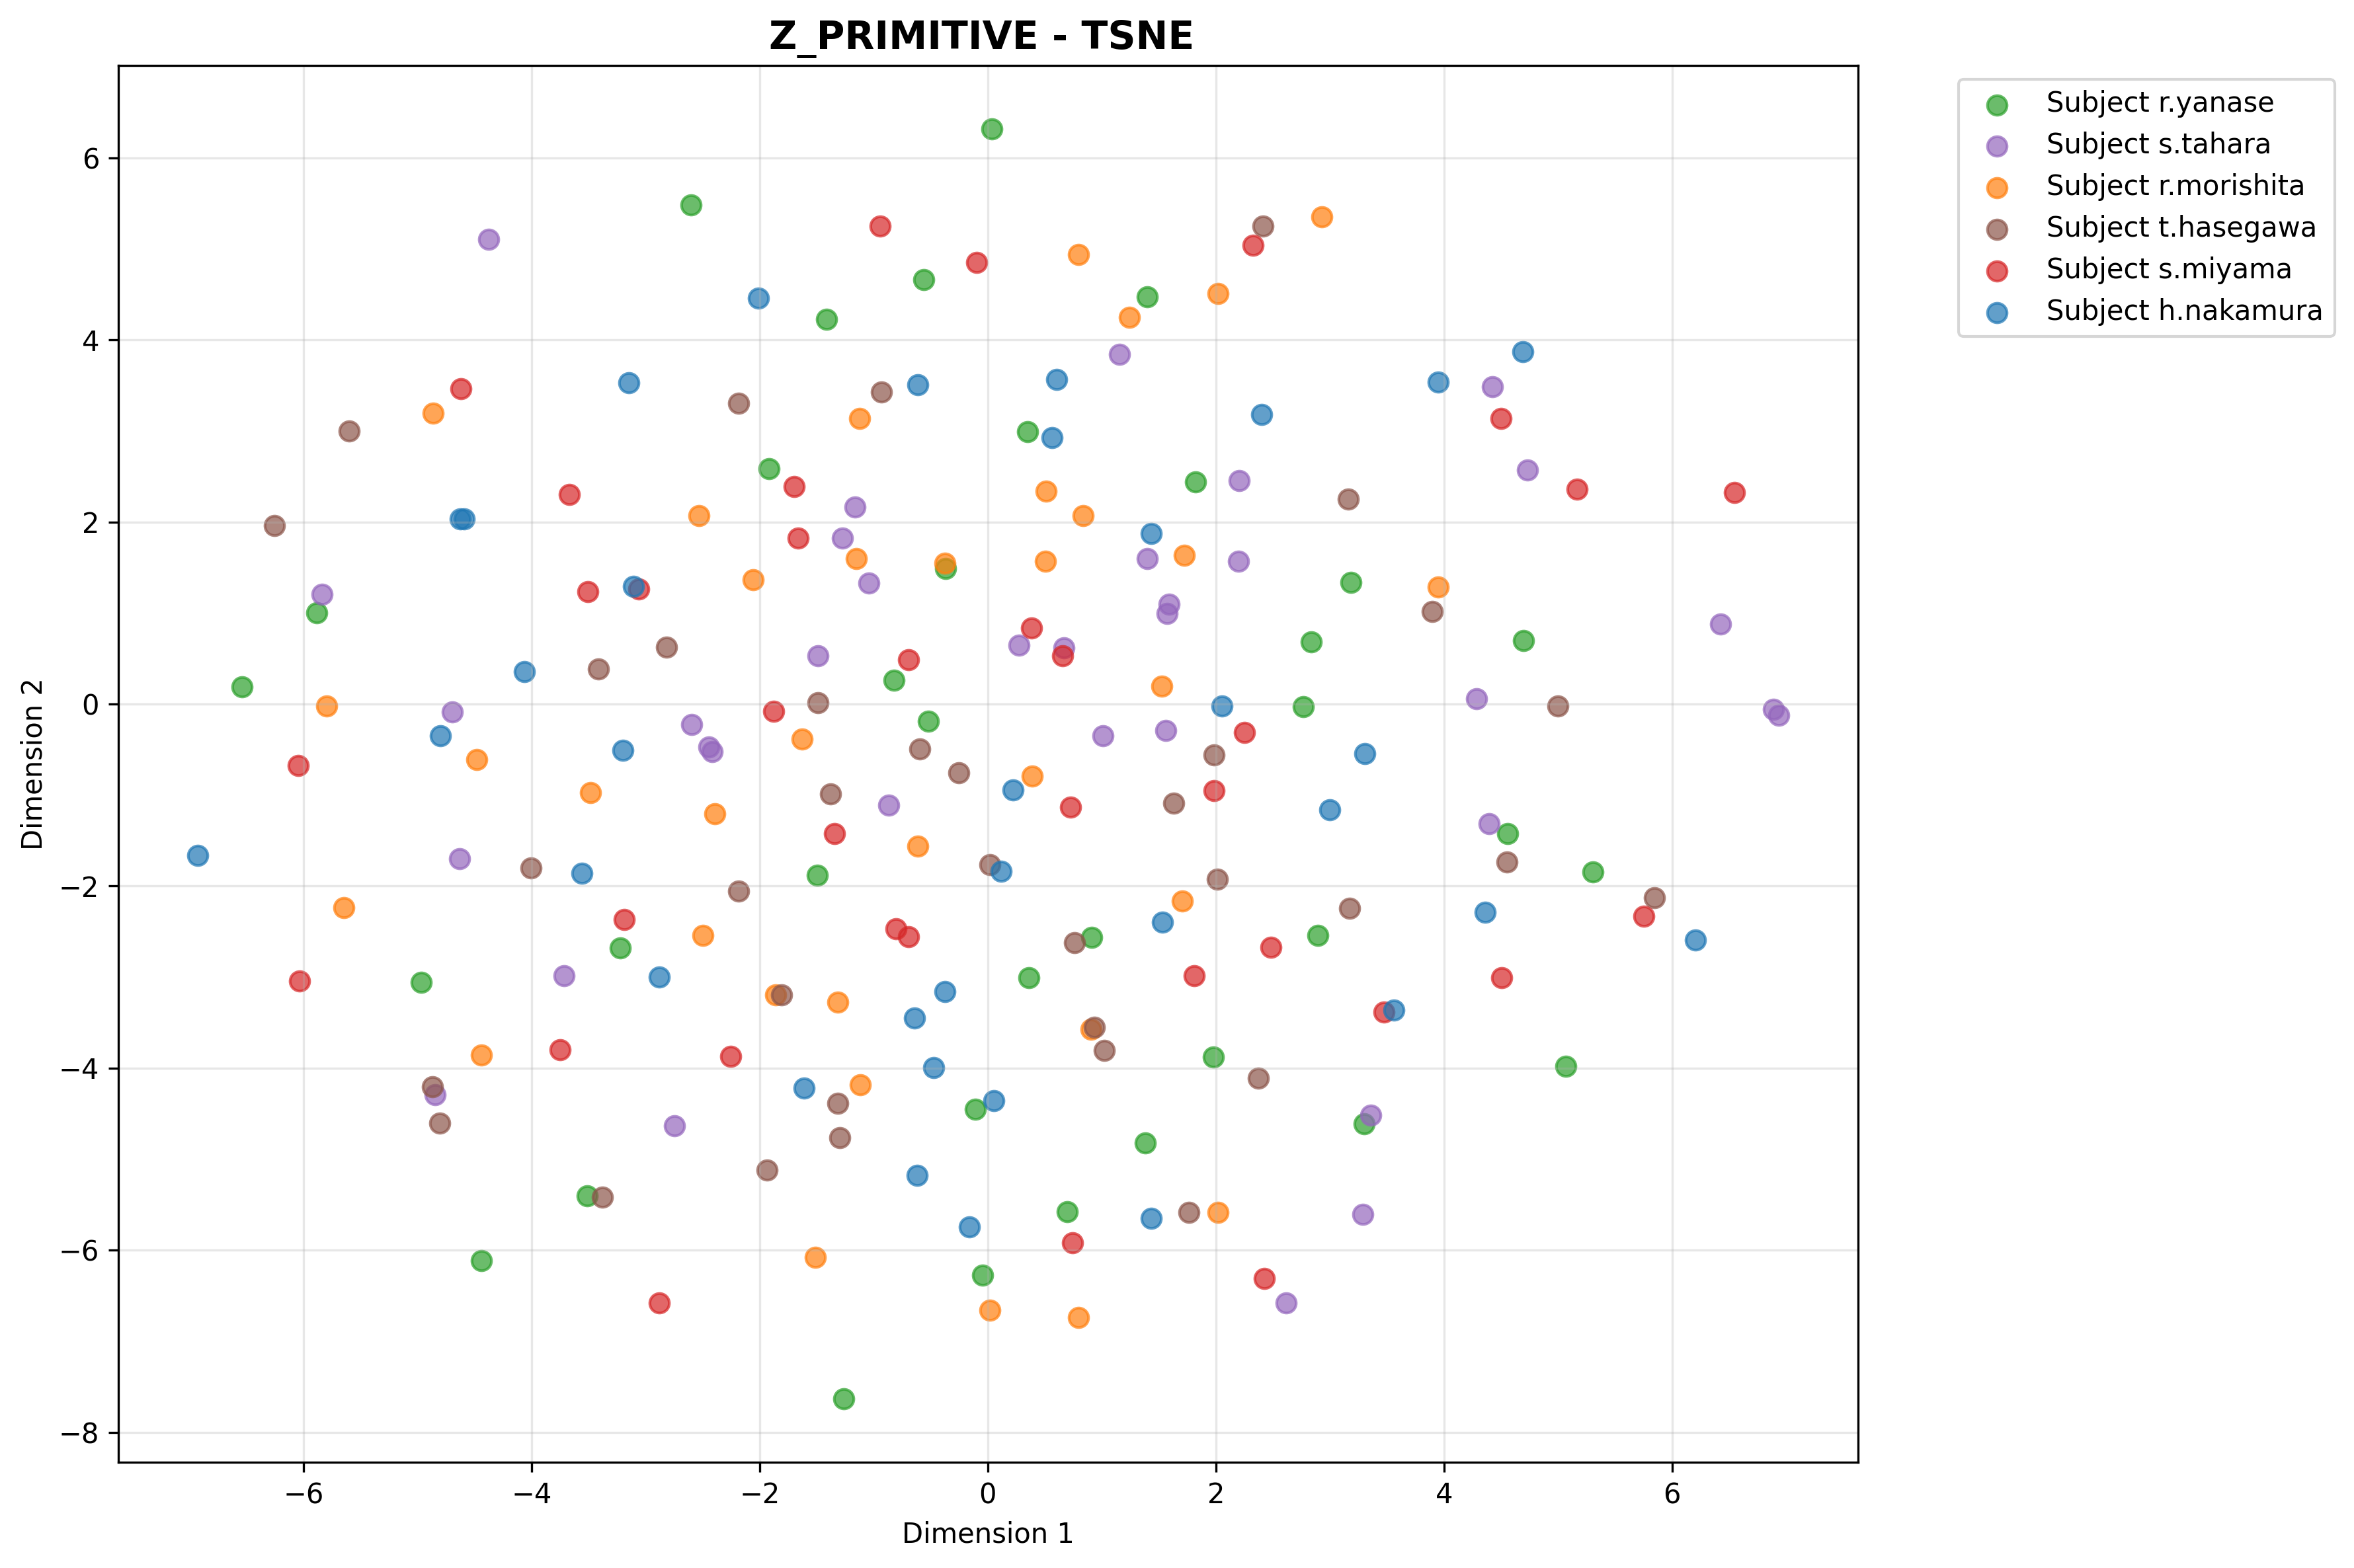 Z_PRIMITIVE - TSNE
Subject r.yanase
Subject s.tahara
Subject r.morishita
Subject t.hasegawa
Subject s.miyama
Subject h.nakamura
Dimension 2
6
4
2
0
−2
−4
−6
−8
−6 −4 −2 0 2 4 6
Dimension 1